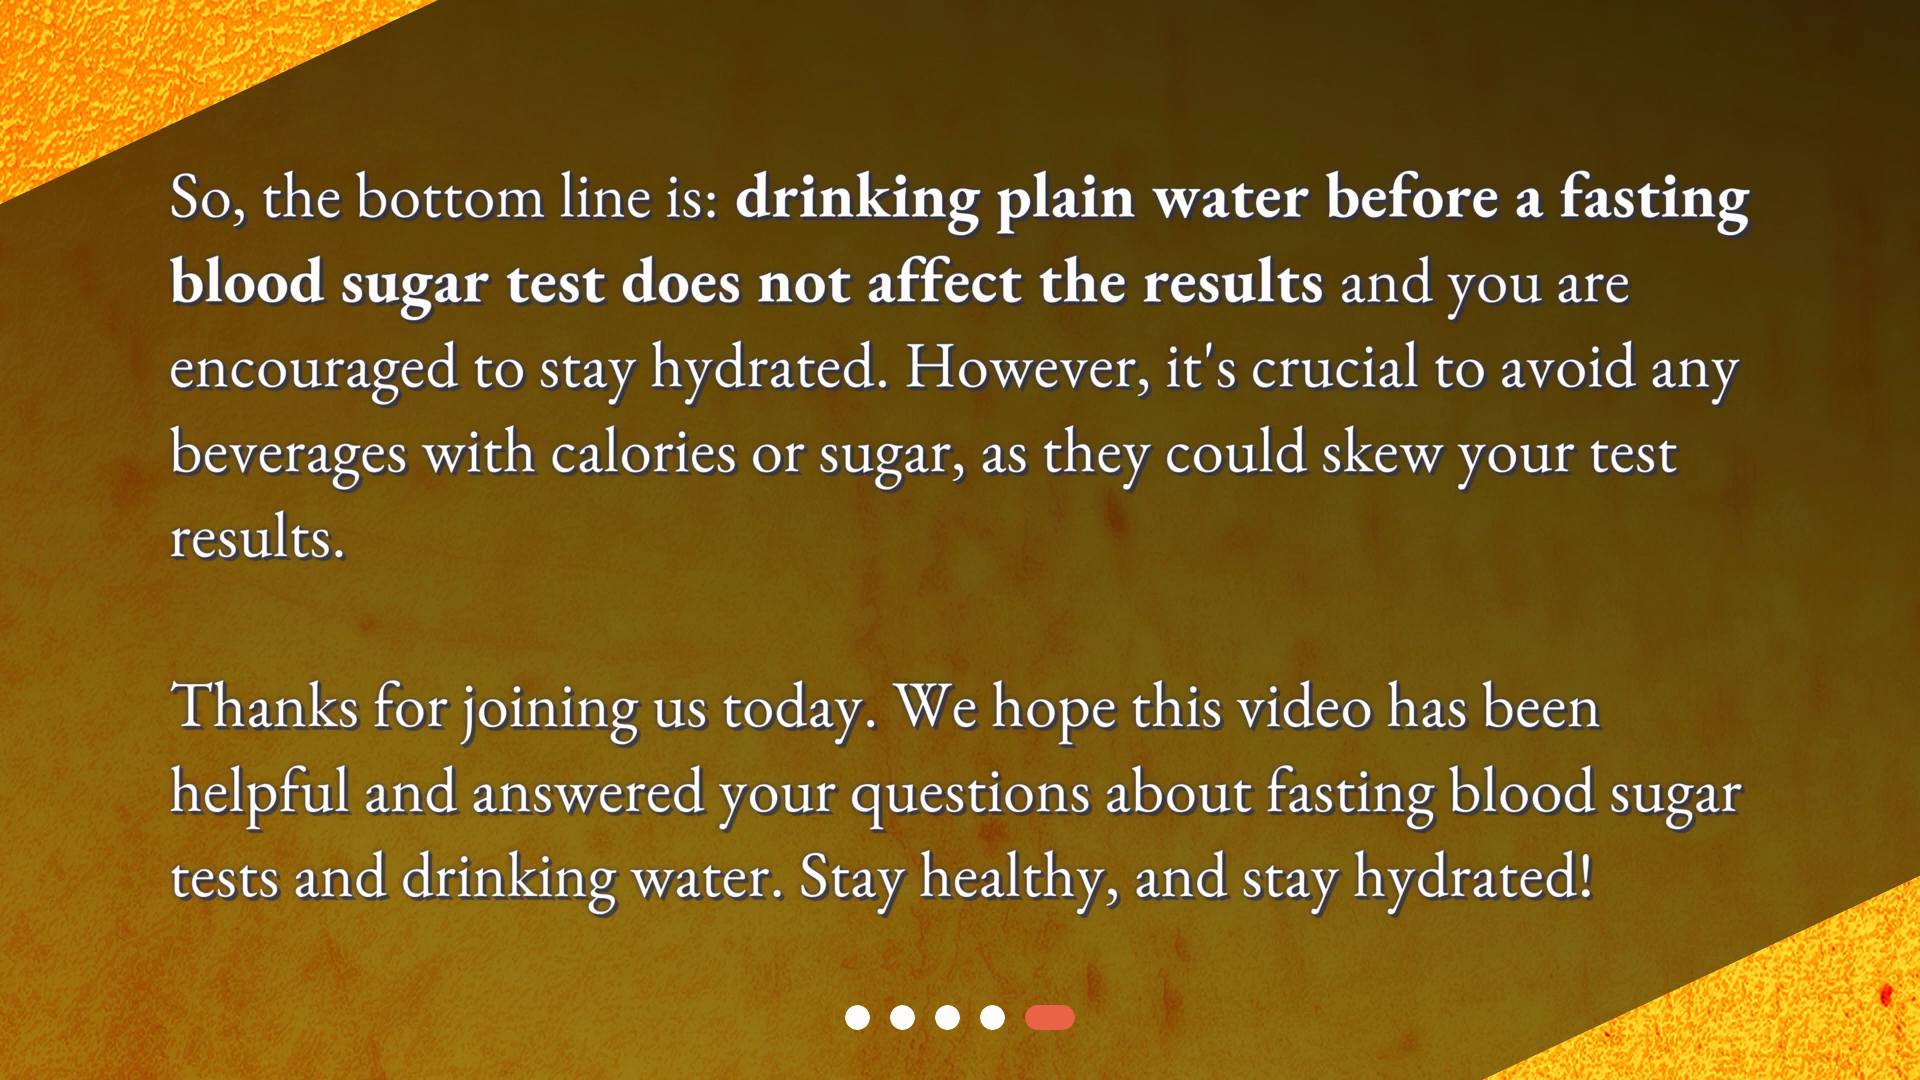 So, the bottom line is: drinking plain water before a fasting
blood sugar test does not affect the results and you are
encouraged to stay hydrated. However, it's crucial to avoid any
beverages with calories or sugar, as they could skew your test
results.
Thanks for joining us today. We hope this video has been
helpful and answered your questions about fasting blood sugar
tests and drinking water. Stay healthy, and stay hydrated!